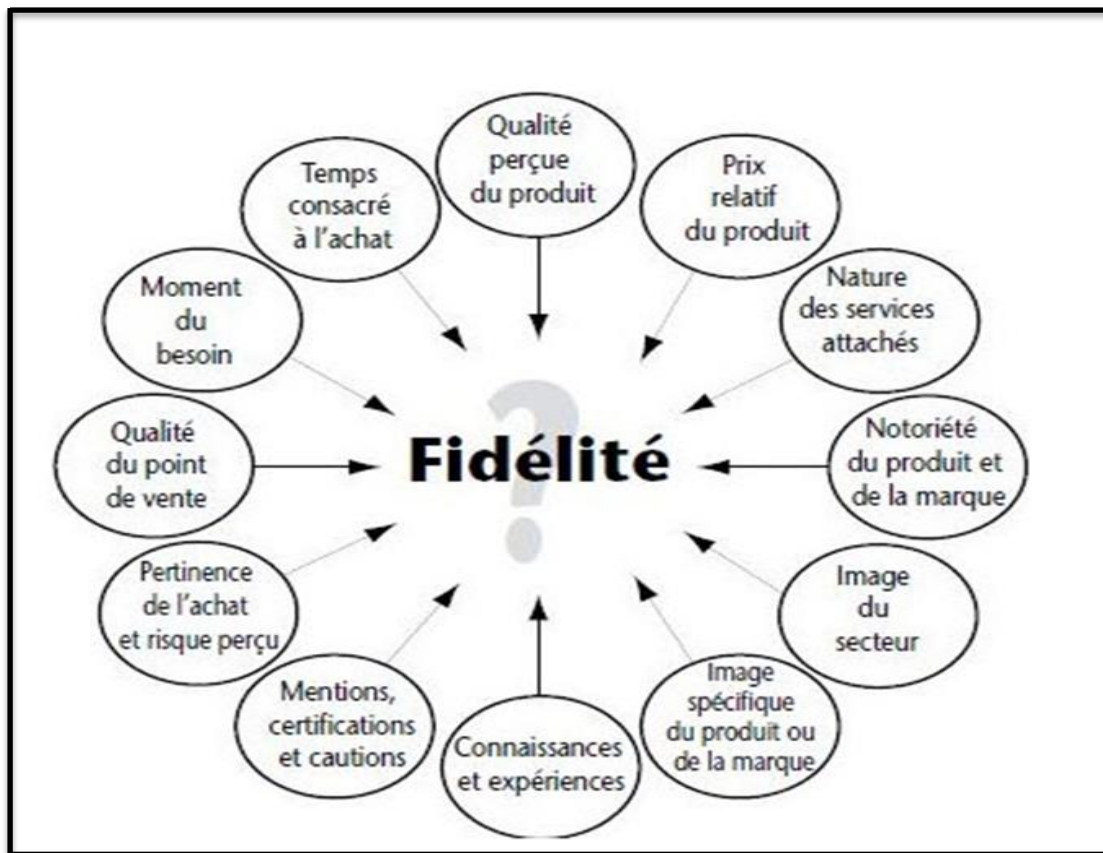 Qualité
perçue
du produit
Prix
relatif
du produit
Nature
des services
attachés
Notoriété
du produit et
de la marque
Image
du
secteur
Image
spécifique
du produit ou
de la marque
Connaissances
et expériences
Mentions,
certifications
et cautions
Pertinence
de l'achat
et risque perçu
Qualité
du point
de vente
Moment
du
besoin
Temps
consacré
à l'achat
?
Fidélité